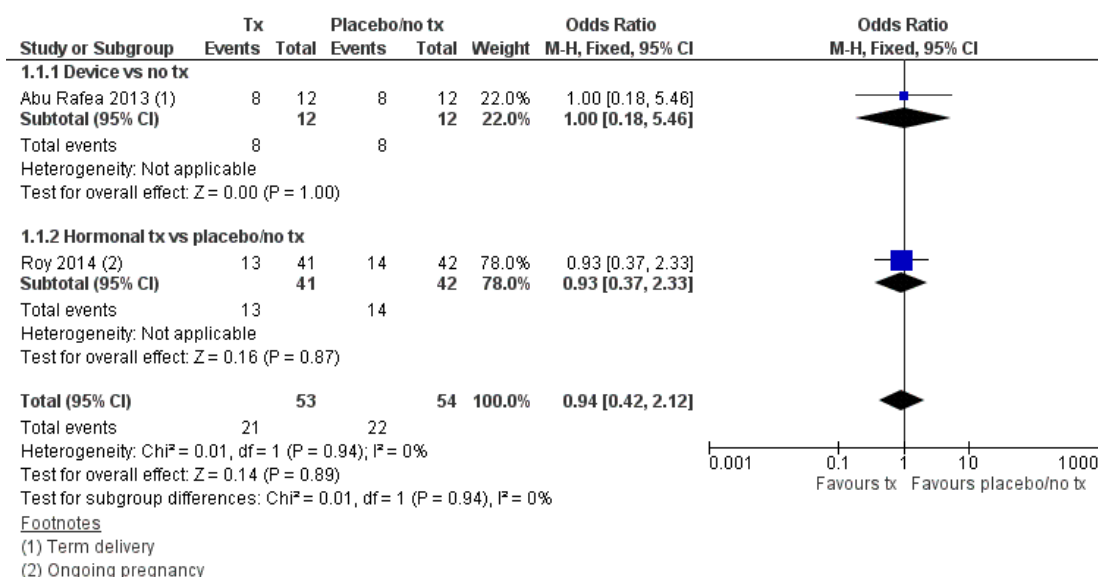 Tx Placebo/no tx Odds Ratio Odds Ratio
Study or Subgroup Events Total Events Total Weight M-H, Fixed, 95% CI M-H, Fixed, 95% CI
1.1.1 Device vs no tx
Abu Rafea 2013 (1) 8 12 8 12 22.0% 1.00 [0.18, 5.46]
Subtotal (95% CI) 12 12 22.0% 1.00 [0.18, 5.46]
Total events 8 8
Heterogeneity: Not applicable
Test for overall effect: Z = 0.00 (P = 1.00)
1.1.2 Hormonal tx vs placebo/no tx
Roy 2014 (2) 13 41 14 42 78.0% 0.93 [0.37, 2.33]
Subtotal (95% CI) 41 42 78.0% 0.93 [0.37, 2.33]
Total events 13 14
Heterogeneity: Not applicable
Test for overall effect: Z = 0.16 (P = 0.87)
Total (95% CI) 53 54 100.0% 0.94 [0.42, 2.12]
Total events 21 22
Heterogeneity: Chi² = 0.01, df = 1 (P = 0.94); I² = 0%
Test for overall effect: Z = 0.14 (P = 0.89)
Test for subgroup differences: Chi² = 0.01, df = 1 (P = 0.94), I² = 0%
0.001 0.1 1 10 1000
Favours tx Favours placebo/no tx
Footnotes
(1) Term delivery
(2) Ongoing pregnancy